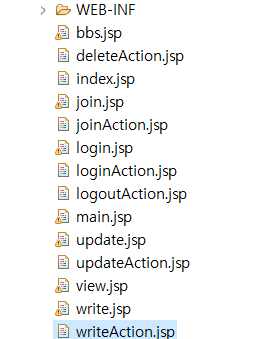 WEB-INF
bbs.jsp
deleteAction.jsp
index.jsp
join.jsp
joinAction.jsp
login.jsp
loginAction.jsp
logoutAction.jsp
main.jsp
update.jsp
updateAction.jsp
view.jsp
write.jsp
writeAction.jsp